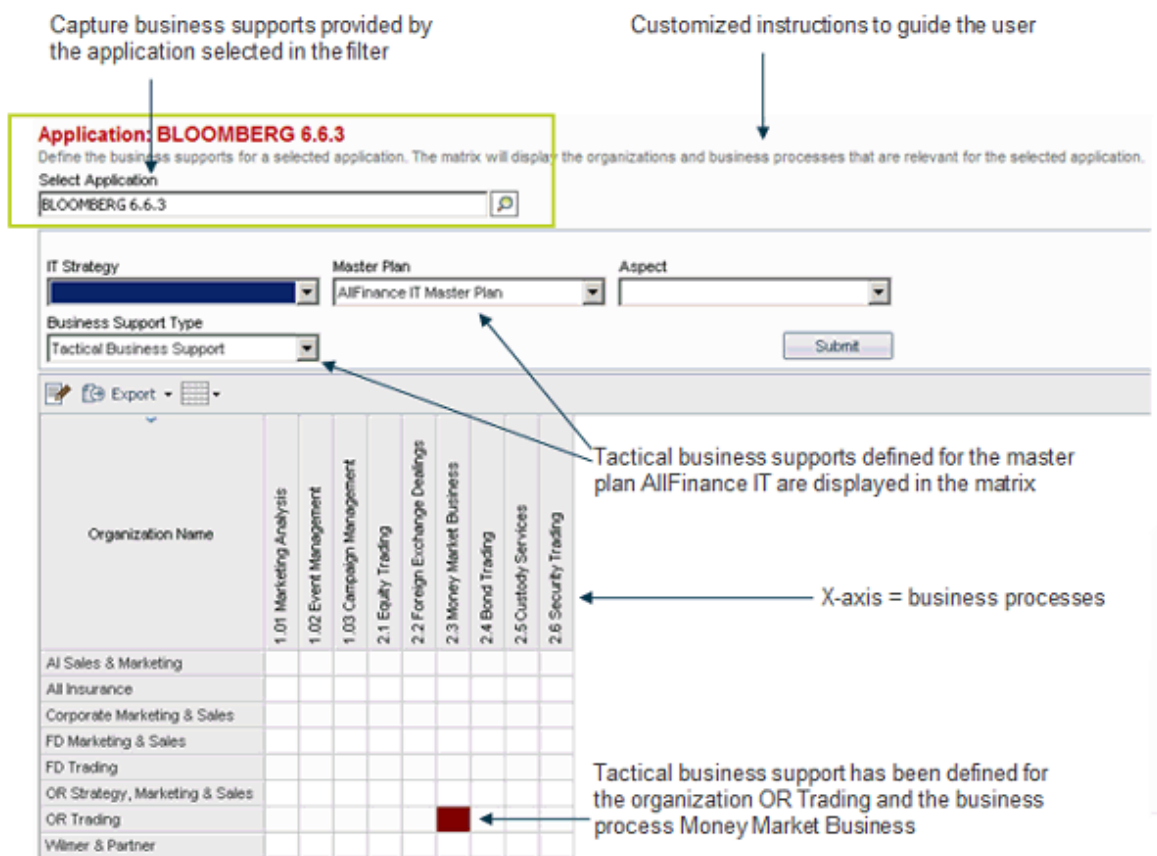 Capture business supports provided by
the application selected in the filter
Customized instructions to guide the user
Application: BLOOMBERG 6.6.3
Define the business supports for a selected application. The matrix will display the organizations and business processes that are relevant for the selected application.
Select Application
BLOOMBERG 6.6.3
IT Strategy
Master Plan
Aspect
AllFinance IT Master Plan
Business Support Type
Tactical Business Support
Submit
Export
Tactical business supports defined for the master
plan AllFinance IT are displayed in the matrix
Organization Name
1.01 Marketing Analysis
1.02 Event Management
1.03 Campaign Management
2.1 Equity Trading
2.2 Foreign Exchange Dealings
2.3 Money Market Business
2.4 Bond Trading
2.5 Custody Services
2.6 Security Trading
X-axis = business processes
AI Sales & Marketing
All Insurance
Corporate Marketing & Sales
FD Marketing & Sales
FD Trading
OR Strategy, Marketing & Sales
OR Trading
Wilmer & Partner
Tactical business support has been defined for
the organization OR Trading and the business
process Money Market Business